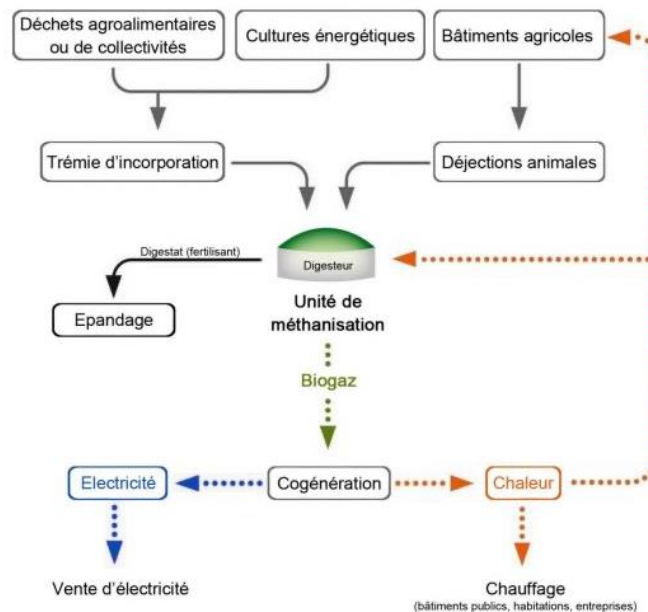 Déchets agroalimentaires
ou de collectivités
Cultures énergétiques
Bâtiments agricoles
Trémie d'incorporation
Déjections animales
Digestat (fertilisant)
Digesteur
Epandage
Unité de
méthanisation
Biogaz
Electricité
Cogénération
Chaleur
Vente d'électricité
Chauffage
(bâtiments publics, habitations, entreprises)